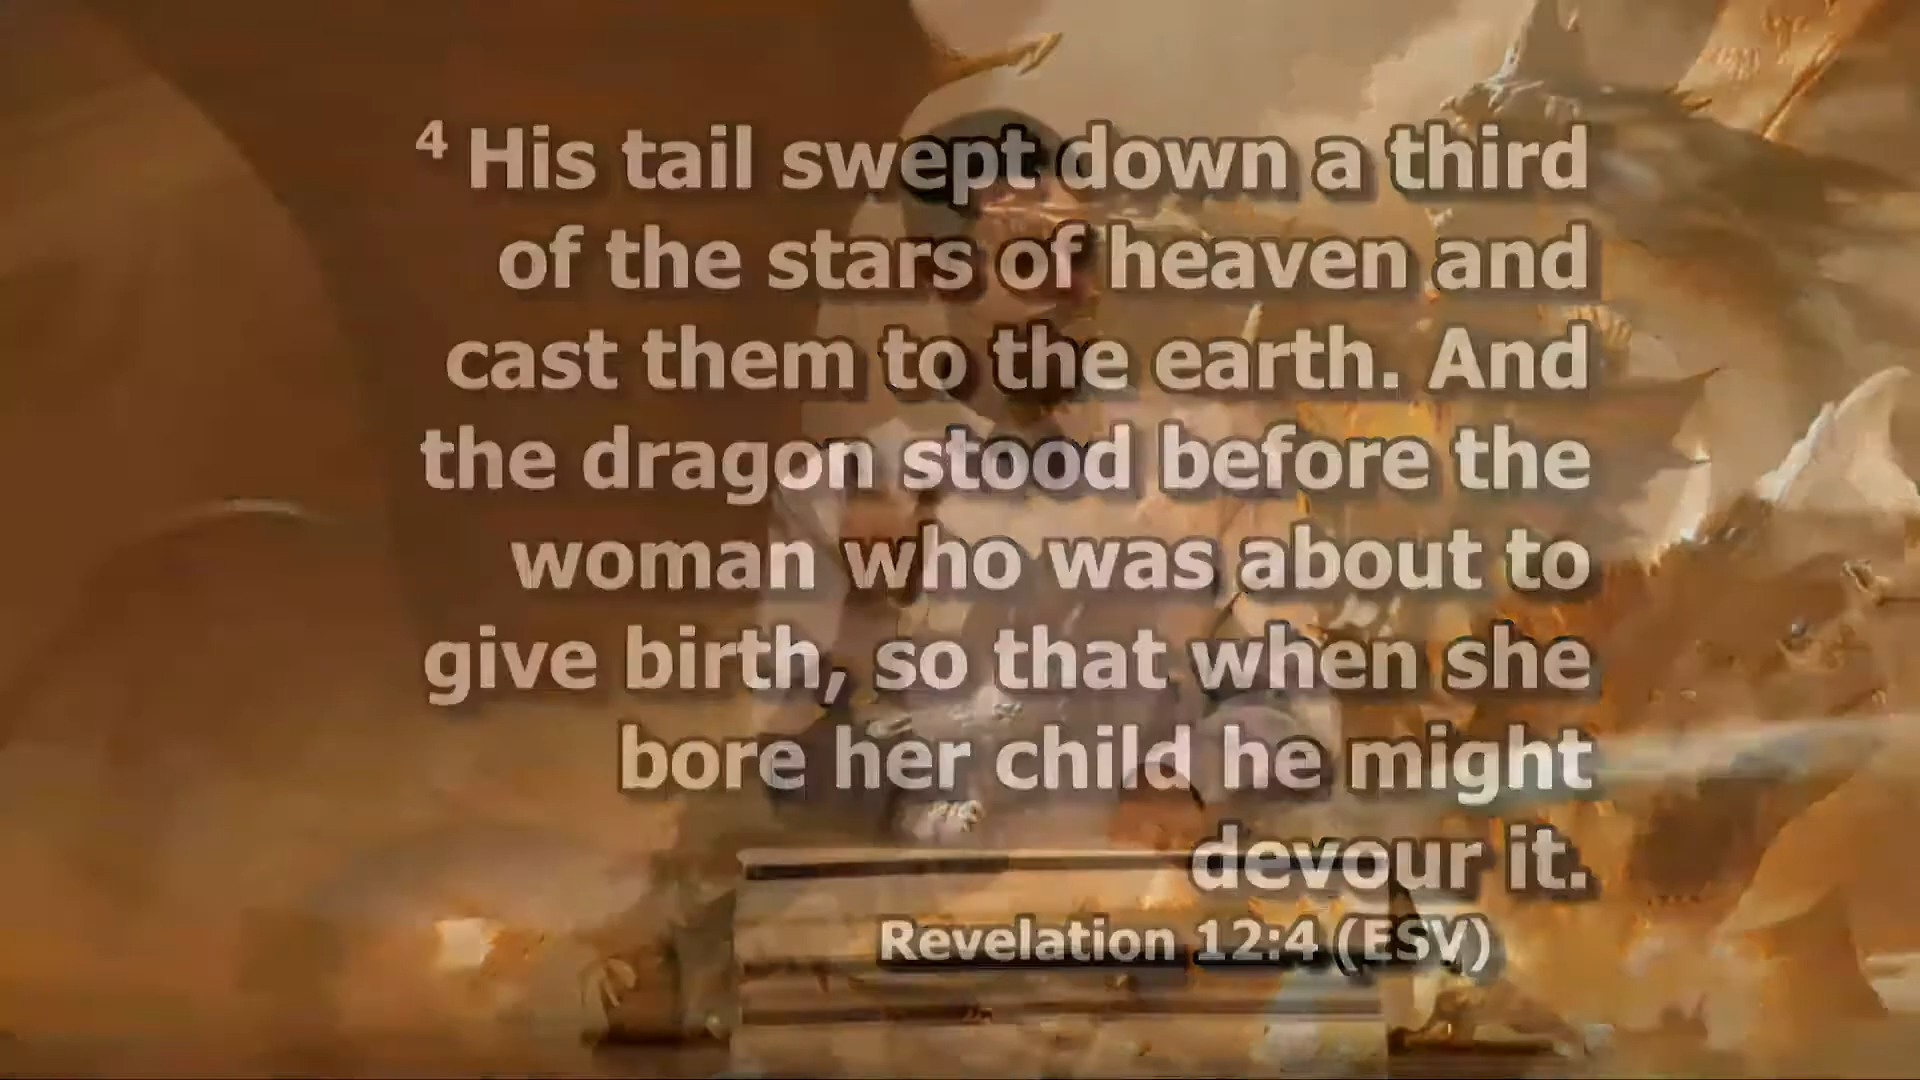 4 His tail swept down a third
of the stars of heaven and
cast them to the earth. And
the dragon stood before the
woman who was about to
give birth, so that when she
bore her child he might
devour it.
Revelation 12:4 (ESV)